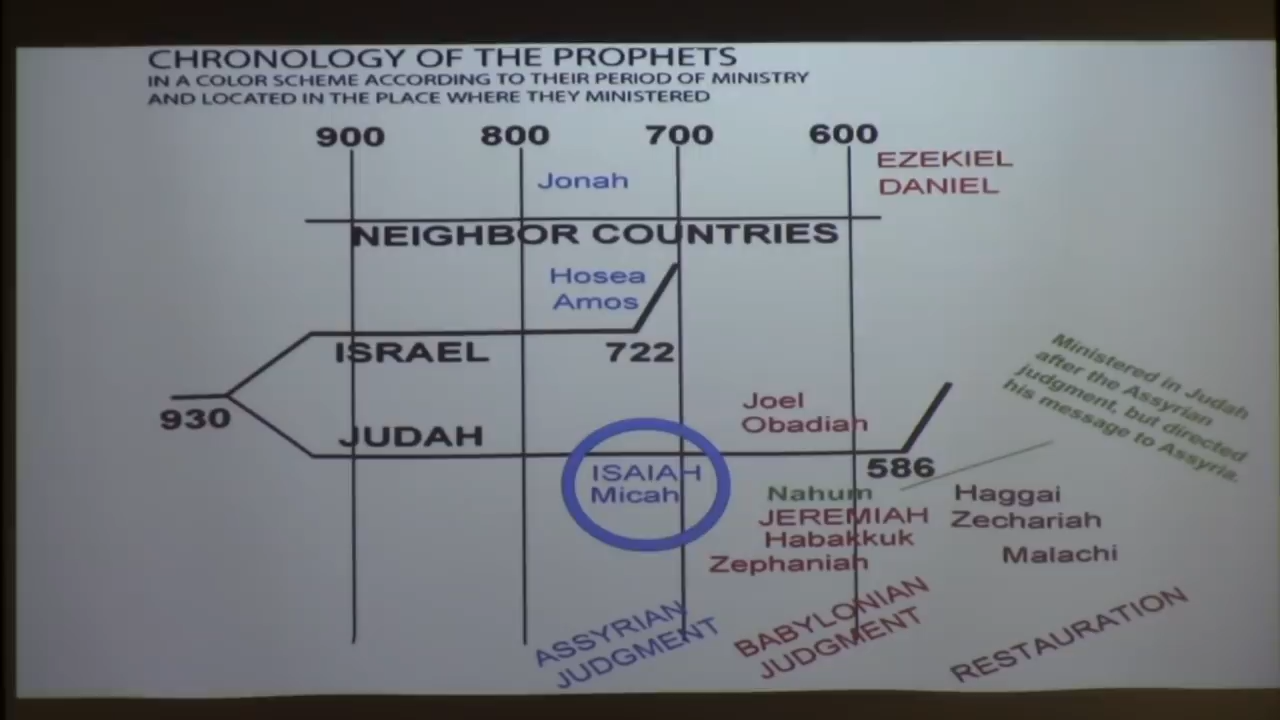 CHRONOLOGY OF THE PROPHETS
IN A COLOR SCHEME ACCORDING TO THEIR PERIOD OF MINISTRY
AND LOCATED IN THE PLACE WHERE THEY MINISTERED
900 800 700 600
EZEKIEL
DANIEL
Jonah
NEIGHBOR COUNTRIES
Hosea
Amos
ISRAEL
722
930
JUDAH
Joel
Obadiah
586
Ministered in Judah
after the Assyrian
judgment, but directed
his message to Assyria.
ISAIAH
Micah
Nahum
JEREMIAH
Habakkuk
Zephaniah
Haggai
Zechariah
Malachi
ASSYRIAN
JUDGMENT
BABYLONIAN
JUDGMENT
RESTAURATION